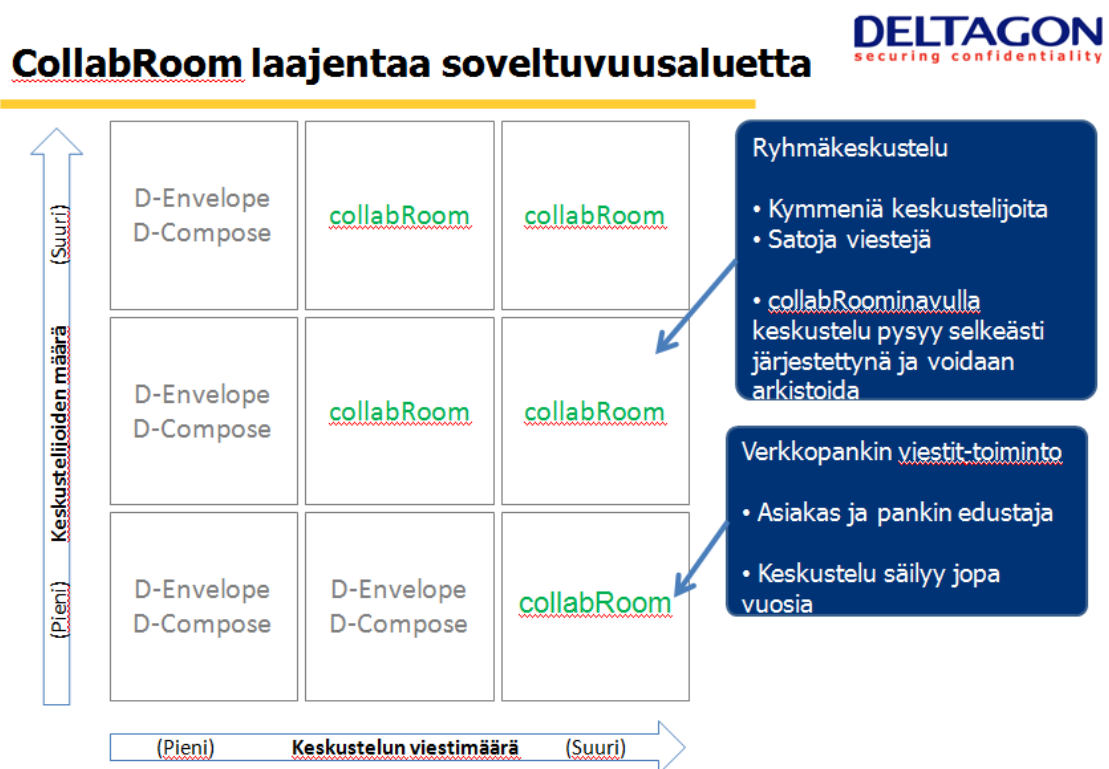 CollabRoom laajentaa soveltuvuusaluetta
DELTAGON
securing confidentiality
(Suuri)
Keskustelijoiden määrä
(Pieni)
D-Envelope
D-Compose
collabRoom
collabRoom
D-Envelope
D-Compose
collabRoom
collabRoom
D-Envelope
D-Compose
D-Envelope
D-Compose
collabRoom
Ryhmäkeskustelu
• Kymmeniä keskustelijoita
• Satoja viestejä
• collabRoominavulla
keskustelu pysyy selkeästi
järjestettynä ja voidaan
arkistoida
Verkkopankin viestit-toiminto
• Asiakas ja pankin edustaja
• Keskustelu säilyy jopa
vuosia
(Pieni) Keskustelun viestimäärä (Suuri)